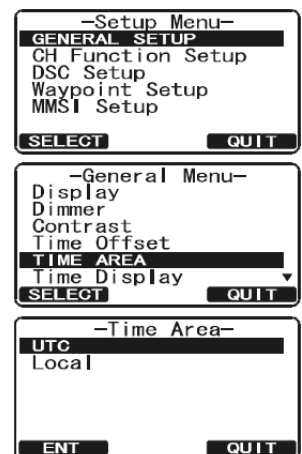 –Setup Menu–
GENERAL SETUP
CH Function Setup
DSC Setup
Waypoint Setup
MMSI Setup
SELECT QUIT
–General Menu–
Display
Dimmer
Contrast
Time Offset
TIME AREA
Time Display ▼
SELECT QUIT
–Time Area–
UTC
Local
ENT QUIT